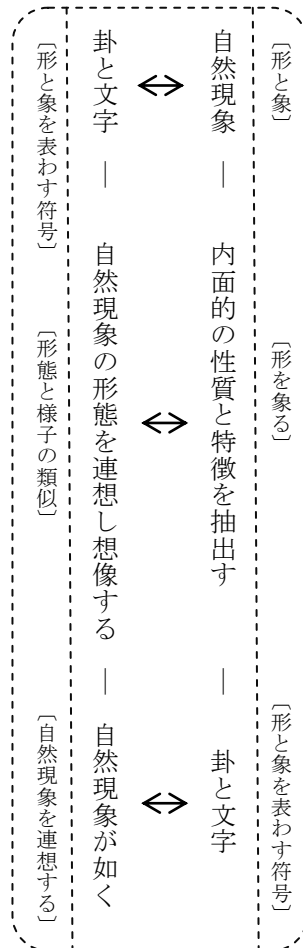 〔形と象〕　〔形を象る〕　〔形と象を表わす符号〕
自然現象　―　内面的の性質と特徴を抽出す　―　卦と文字
↔　↔　↔
卦と文字　―　自然現象の形態を連想し想像する　―　自然現象が如く
〔形と象を表わす符号〕　〔形態と様子の類似〕　〔自然現象を連想する〕